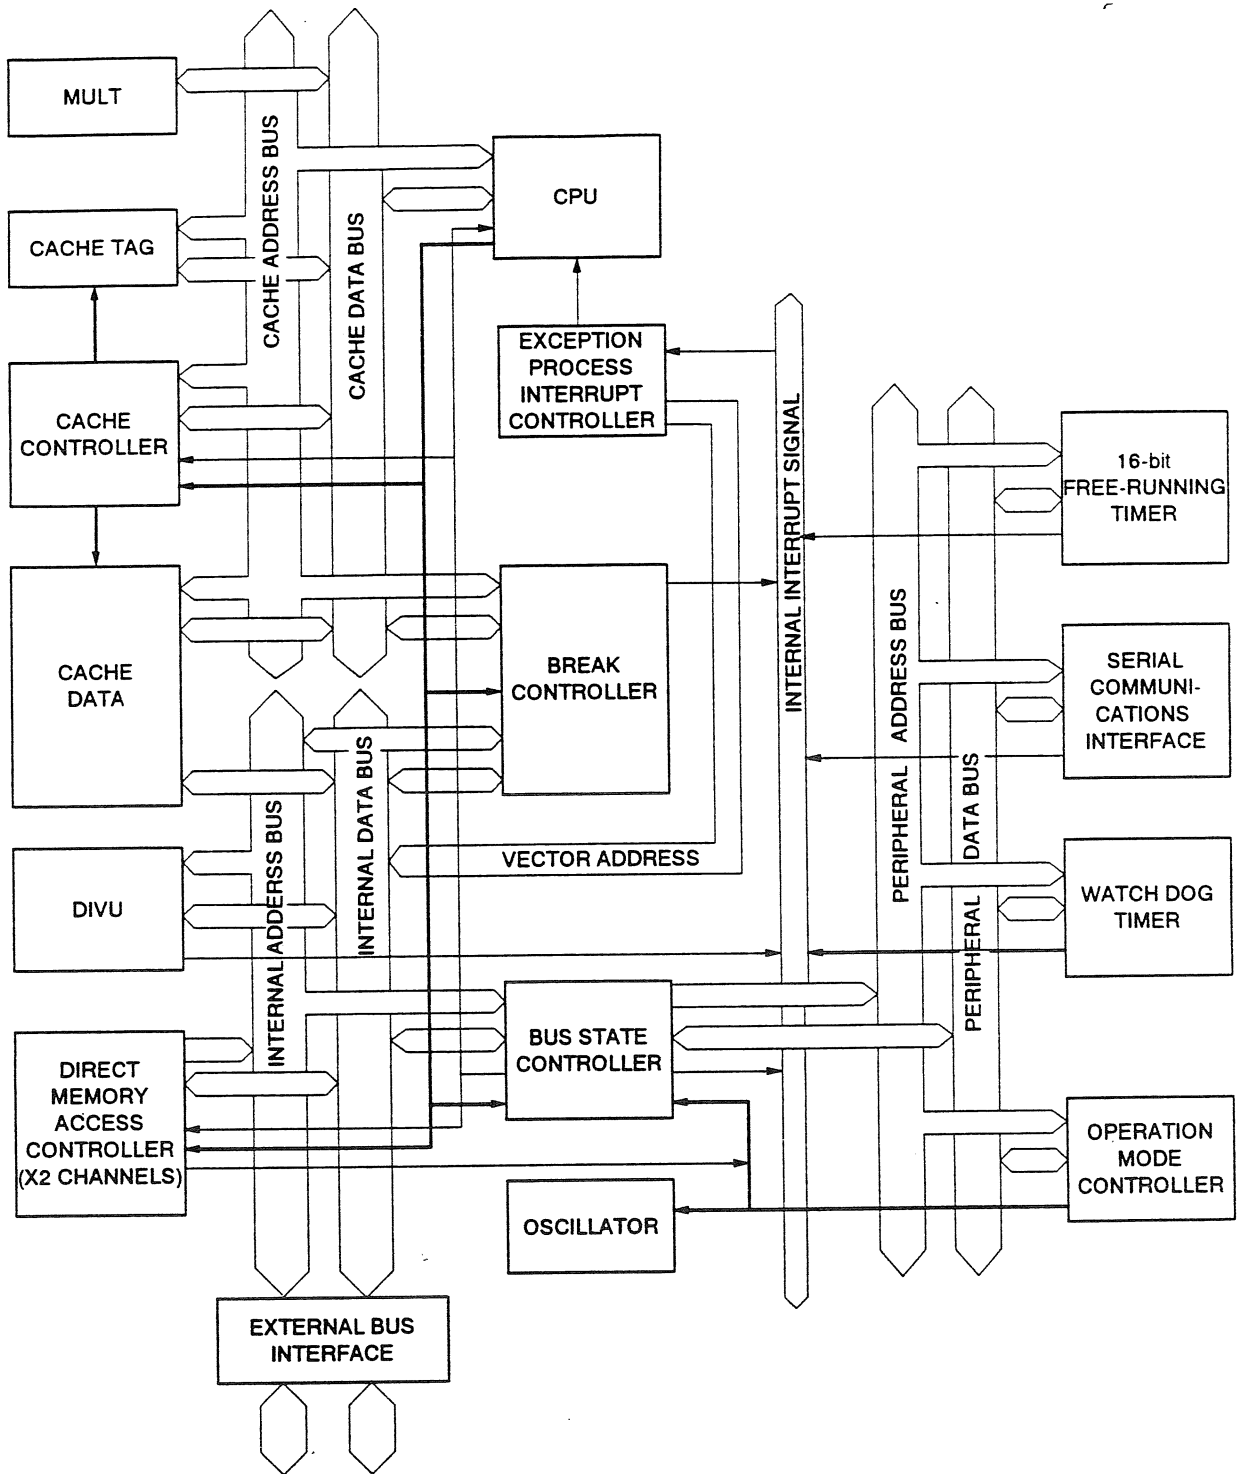 MULT
CACHE ADDRESS BUS
CACHE DATA BUS
CPU
CACHE TAG
EXCEPTION
PROCESS
INTERRUPT
CONTROLLER
CACHE
CONTROLLER
INTERNAL INTERRUPT SIGNAL
16-bit
FREE-RUNNING
TIMER
CACHE
DATA
BREAK
CONTROLLER
PERIPHERAL ADDRESS BUS
PERIPHERAL DATA BUS
SERIAL
COMMUNI-
CATIONS
INTERFACE
INTERNAL ADDERSS BUS
INTERNAL DATA BUS
VECTOR ADDRESS
DIVU
WATCH DOG
TIMER
BUS STATE
CONTROLLER
DIRECT
MEMORY
ACCESS
CONTROLLER
(X2 CHANNELS)
OPERATION
MODE
CONTROLLER
OSCILLATOR
EXTERNAL BUS
INTERFACE